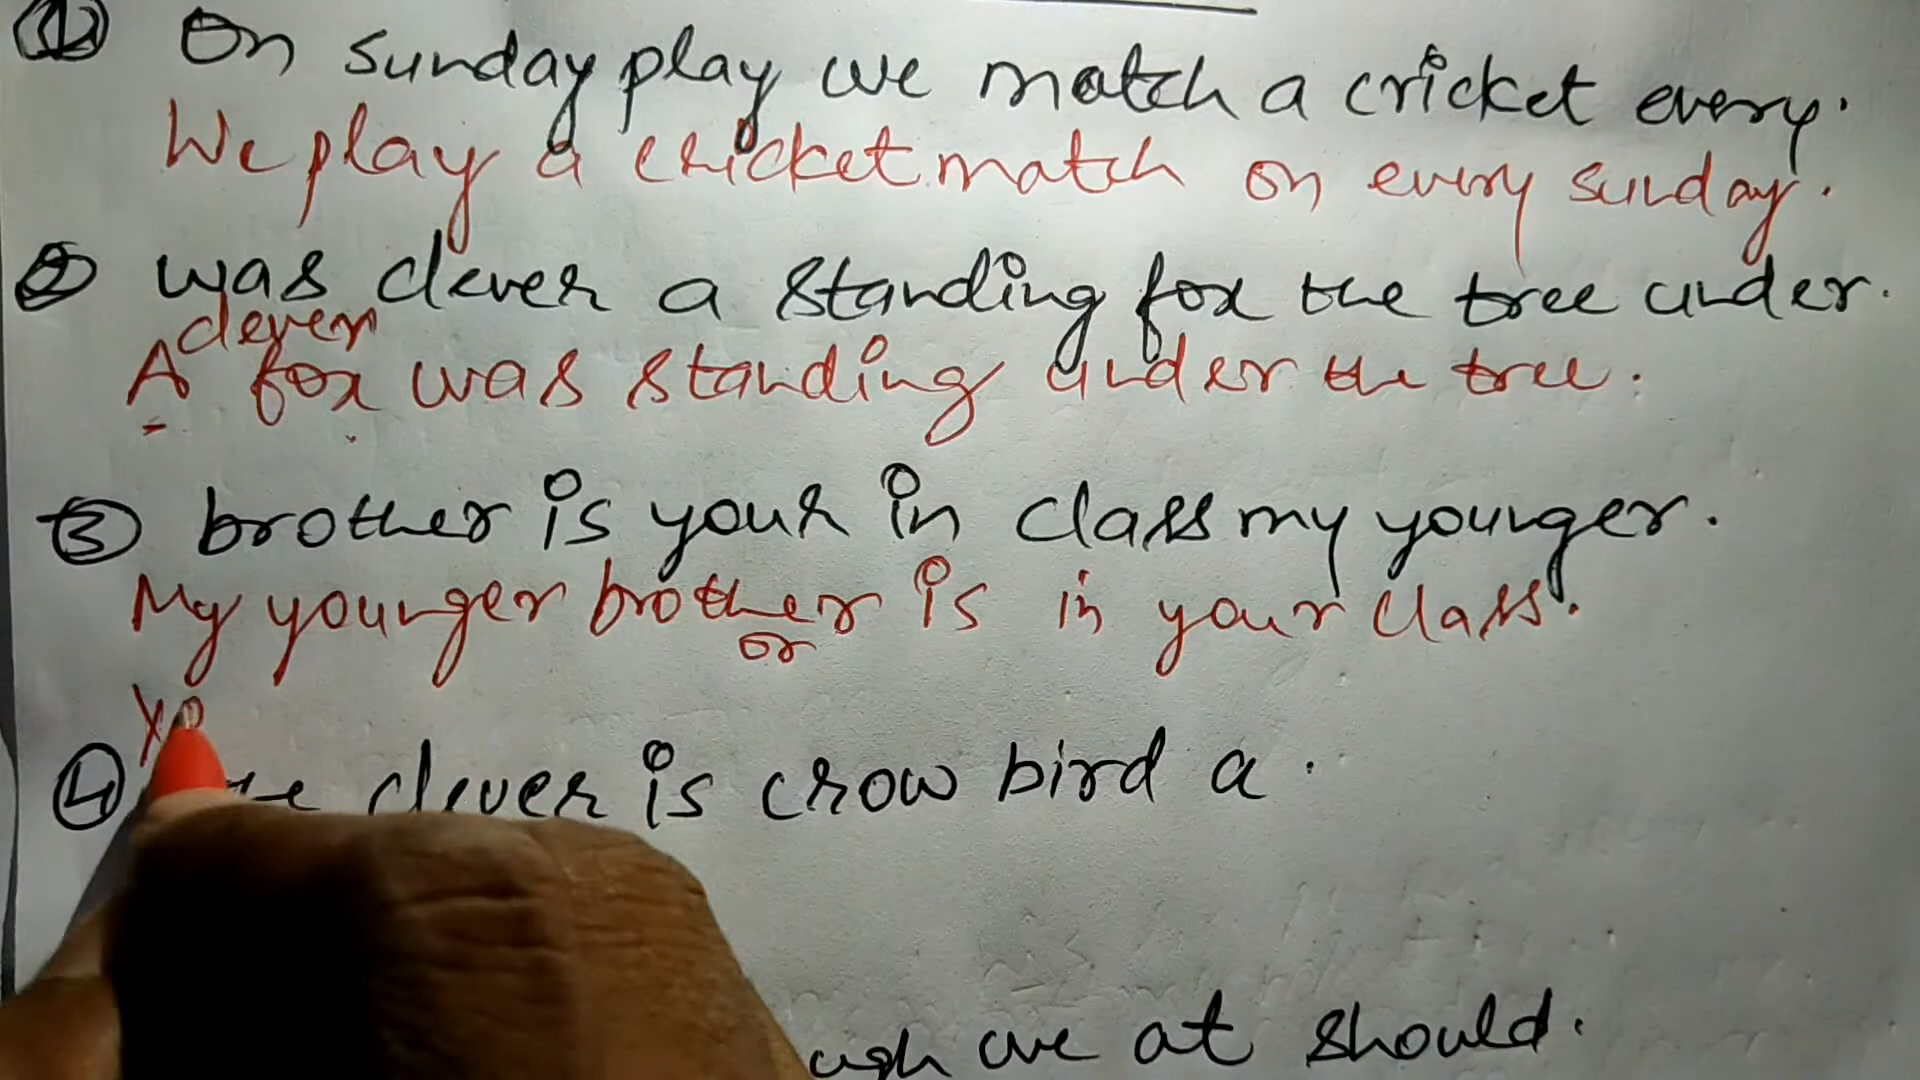 ① On sunday play we match a cricket every.
We play a cricket match on every sunday.
② was clever a standing fox the tree under.
clever
A fox was standing under the tree.
③ brother is your in class my younger.
My younger brother is in your class.
or
Yo
④ clever is crow bird a.
we at should.